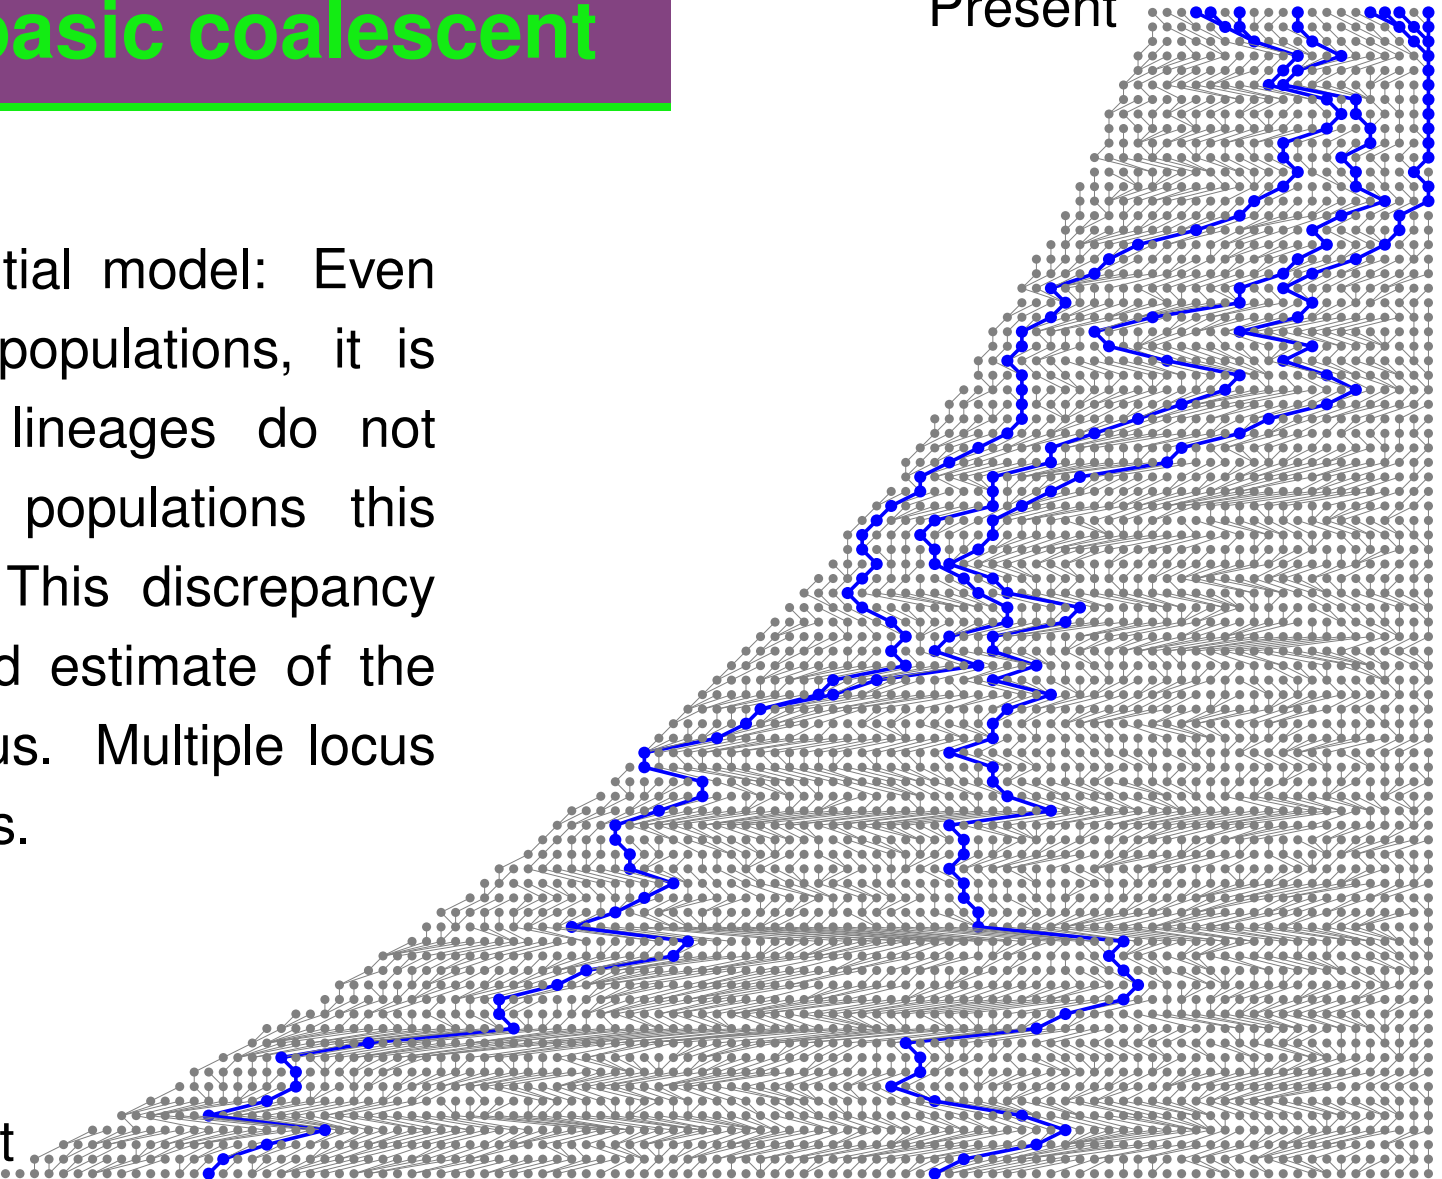 basic coalescent
Present
tial model: Even
populations, it is
lineages do not
populations this
This discrepancy
d estimate of the
us. Multiple locus
s.
t